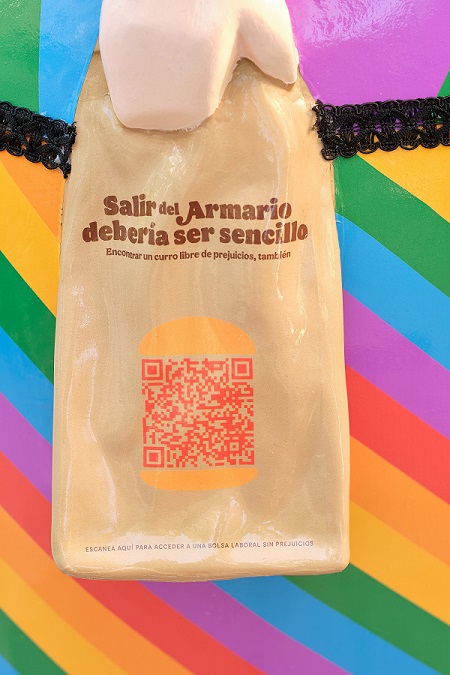 Salir del Armario
debería ser sencillo
Encontrar un curro libre de prejuicios, también
ESCANEA AQUÍ PARA ACCEDER A UNA BOLSA LABORAL SIN PREJUICIOS